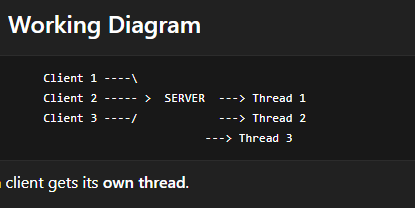 Working Diagram
Client 1 ----\
Client 2 ----- >  SERVER  ---> Thread 1
Client 3 ----/            ---> Thread 2
                        ---> Thread 3
client gets its own thread.